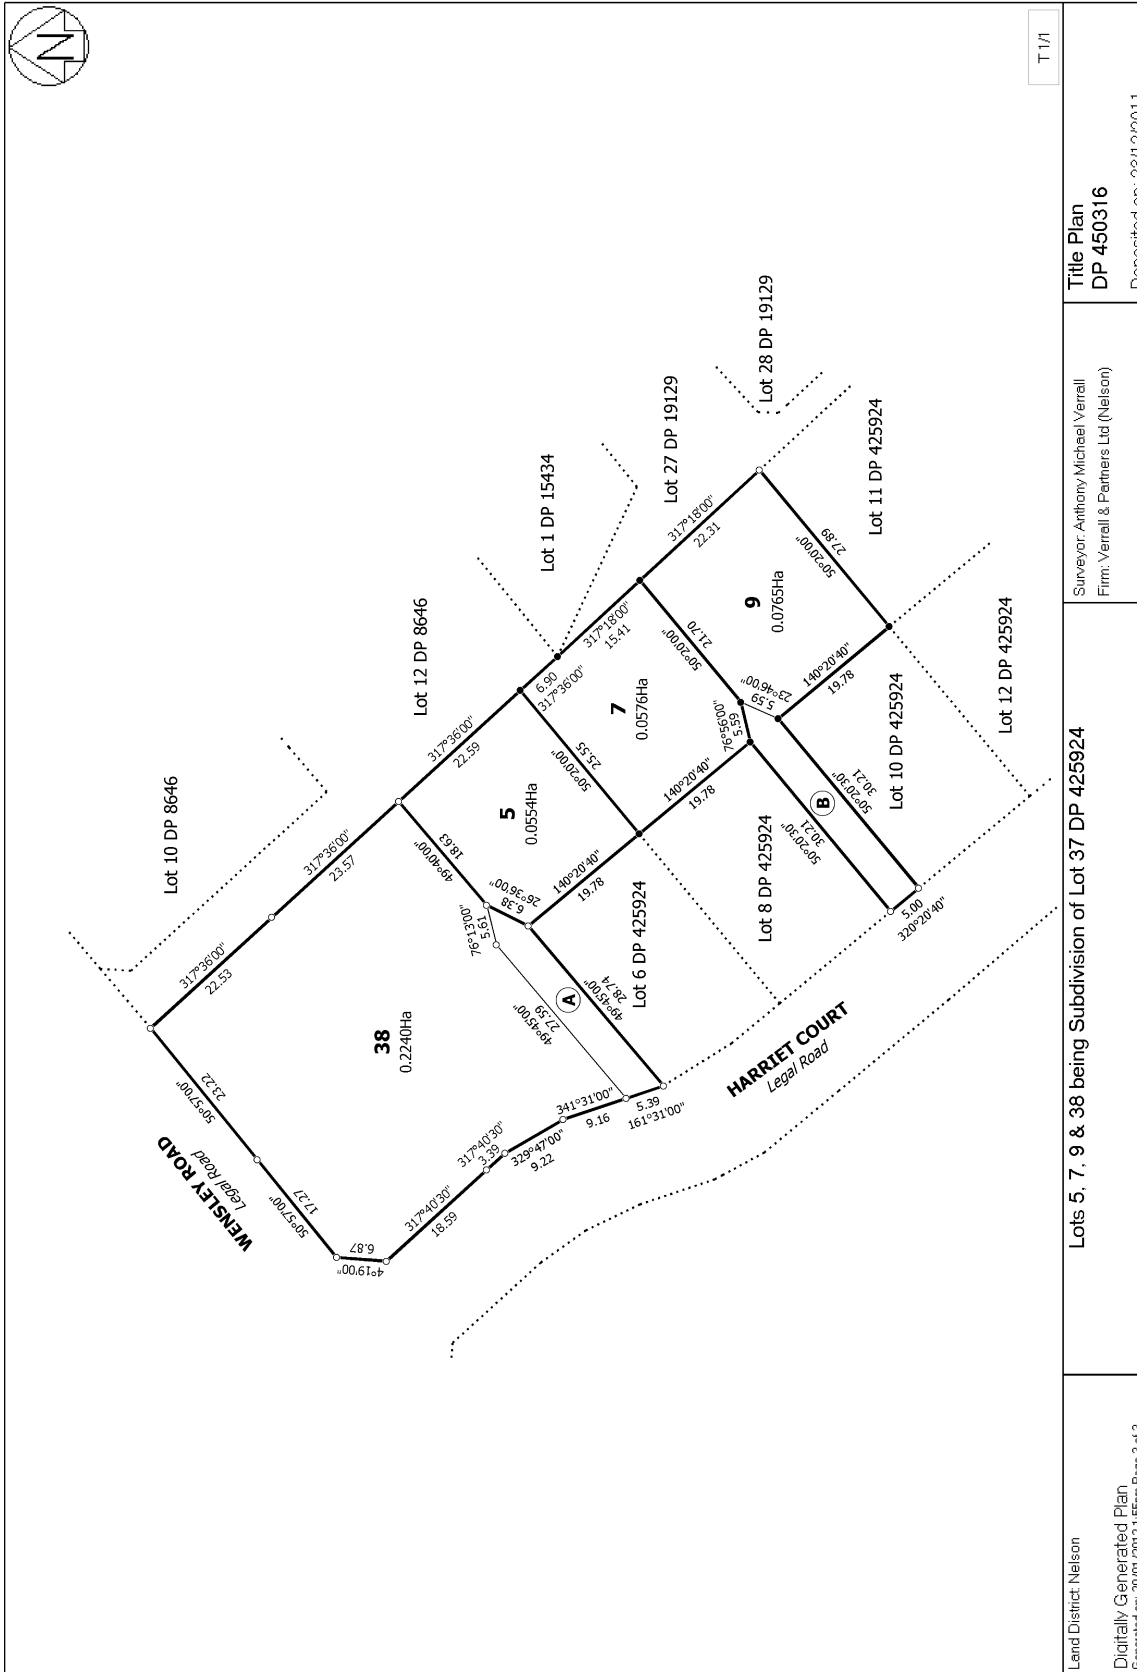 N
T 1/1
WENSLEY ROAD
Legal Road
Lot 10 DP 8646
Lot 12 DP 8646
Lot 1 DP 15434
Lot 27 DP 19129
Lot 28 DP 19129
Lot 11 DP 425924
Lot 12 DP 425924
Lot 10 DP 425924
Lot 8 DP 425924
Lot 6 DP 425924
HARRIET COURT
Legal Road
38
0.2240Ha
5
0.0554Ha
7
0.0576Ha
9
0.0765Ha
A
B
50°57'00"
17.27
50°57'00"
23.22
317°36'00"
22.53
317°36'00"
23.57
317°36'00"
22.59
6.90
317°36'00"
317°18'00"
15.41
317°18'00"
22.31
50°20'00"
27.89
140°20'40"
19.78
23°46'00"
5.59
50°20'00"
21.70
76°56'00"
5.59
50°20'30"
30.21
50°20'30"
30.21
5.00
320°20'40"
140°20'40"
19.78
50°20'00"
25.55
140°20'40"
19.78
49°40'00"
18.63
26°36'00"
6.38
76°13'00"
5.61
49°45'00"
27.59
49°45'00"
28.74
5.39
161°31'00"
341°31'00"
9.16
329°47'00"
9.22
317°40'30"
3.39
317°40'30"
18.59
4°19'00"
6.87
Land District: Nelson
Digitally Generated Plan
Lots 5, 7, 9 & 38 being Subdivision of Lot 37 DP 425924
Surveyor: Anthony Michael Verrall
Firm: Verrall & Partners Ltd (Nelson)
Title Plan
DP 450316
Deposited on: